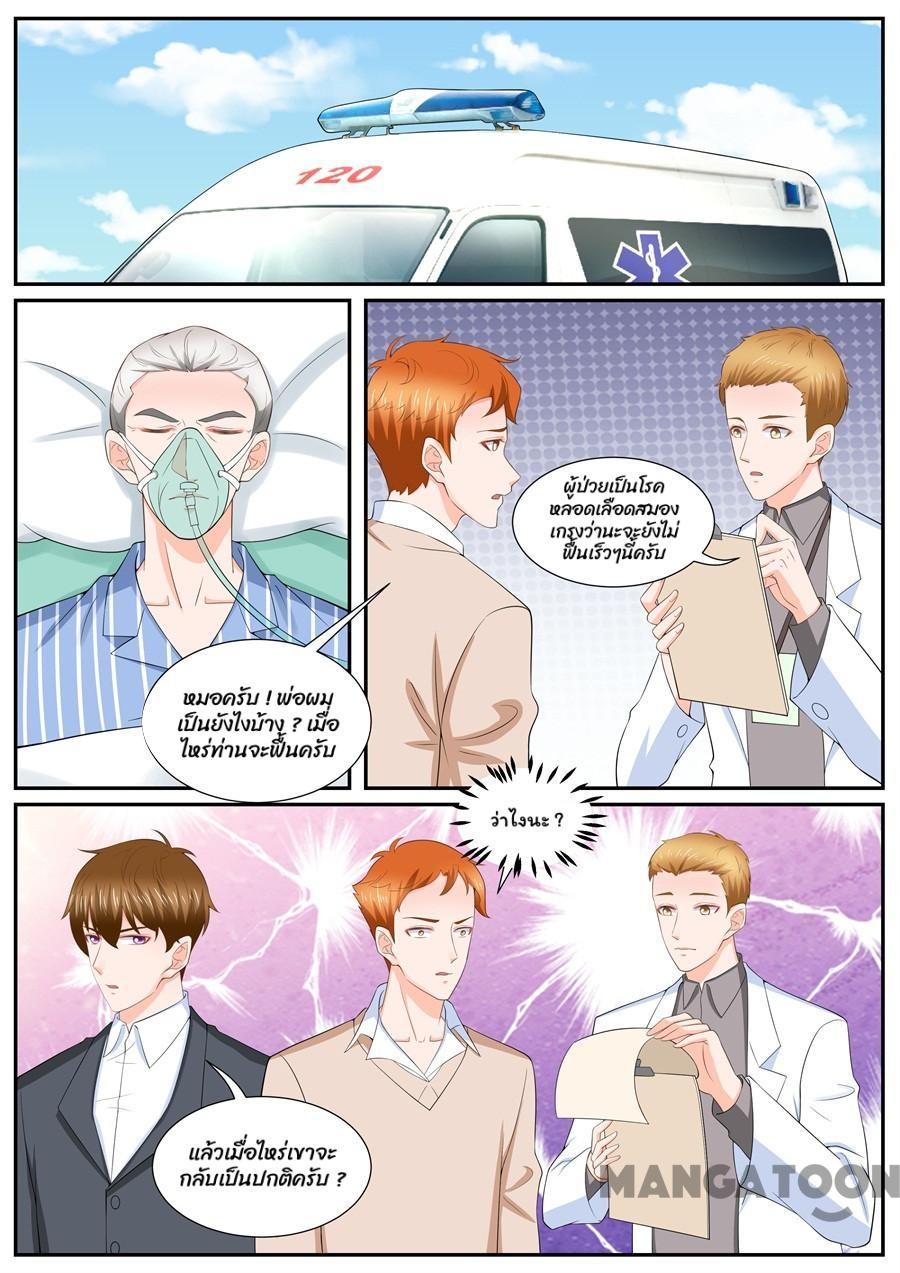 120
หมอครับ ! พ่อผม
เป็นยังไงบ้าง ? เมื่อ
ไหร่ท่านจะฟื้นครับ
ผู้ป่วยเป็นโรค
หลอดเลือดสมอง
เกรงว่านะจะยังไม่
ฟื้นเร็วๆนี้ครับ
ว่าไงนะ ?
แล้วเมื่อไหร่เขาจะ
กลับเป็นปกติครับ ?
MANGATOON